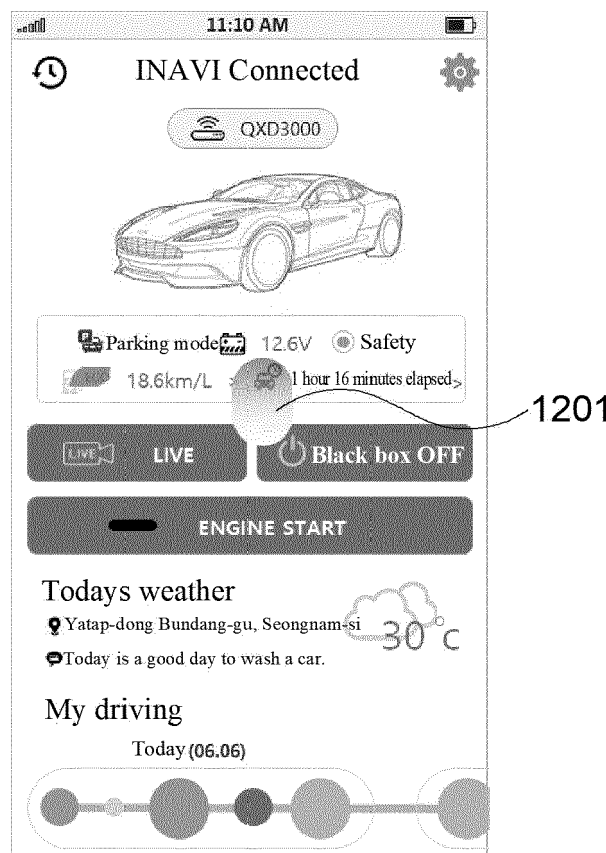 11:10 AM
INAVI Connected
QXD3000
Parking mode 12.6V Safety
18.6km/L > 1 hour 16 minutes elapsed>
1201
LIVE LIVE Black box OFF
ENGINE START
Todays weather
Yatap-dong Bundang-gu, Seongnam-si
30°c
Today is a good day to wash a car.
My driving
Today (06.06)